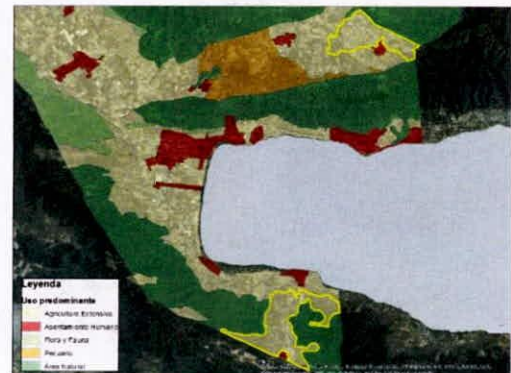 Leyenda
Uso predominante
Agricultura Extensiva
Asentamiento Humano
Flora y Fauna
Pecuario
Área Natural